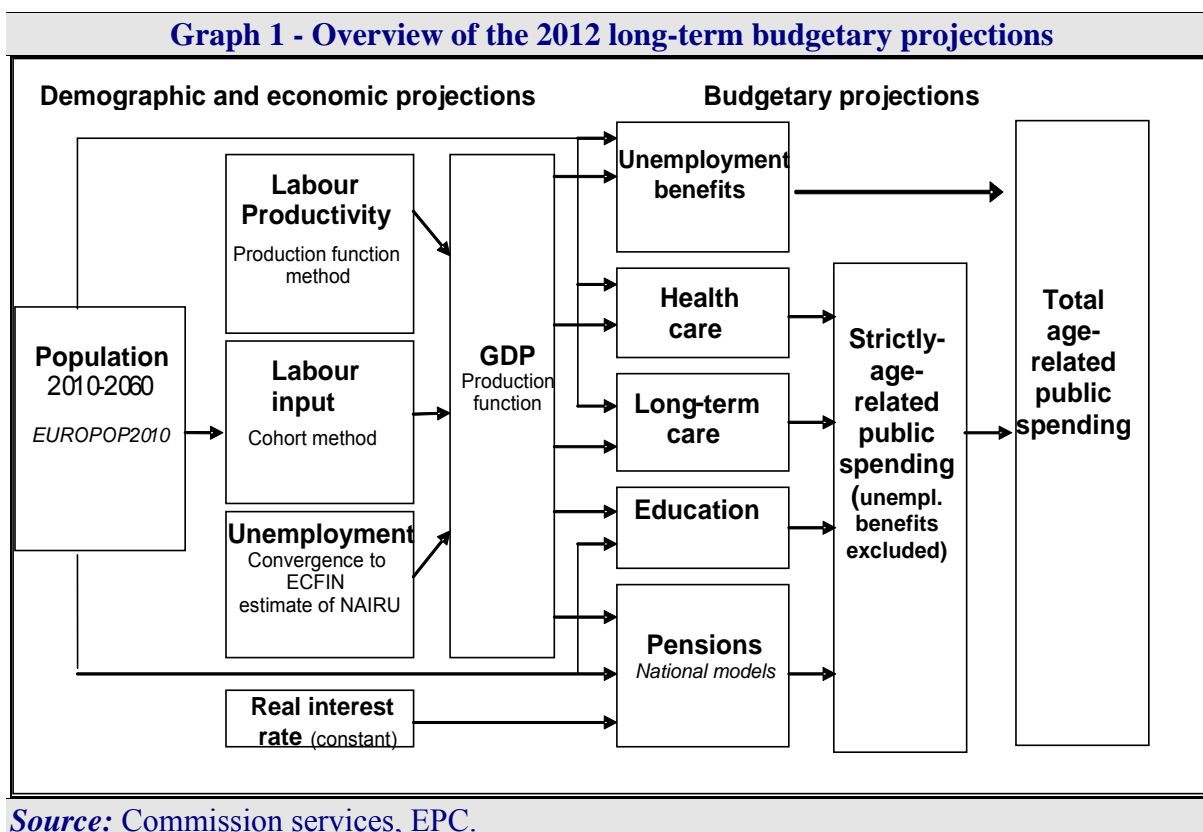 Graph 1 - Overview of the 2012 long-term budgetary projections
Demographic and economic projections
Budgetary projections
Population
2010-2060
EUROPOP2010
Labour
Productivity
Production function
method
Labour
input
Cohort method
Unemployment
Convergence to
ECFIN
estimate of NAIRU
Real interest
rate (constant)
GDP
Production
function
Unemployment
benefits
Health
care
Long-term
care
Education
Pensions
National models
Strictly-
age-
related
public
spending
(unempl.
benefits
excluded)
Total
age-
related
public
spending
Source: Commission services, EPC.